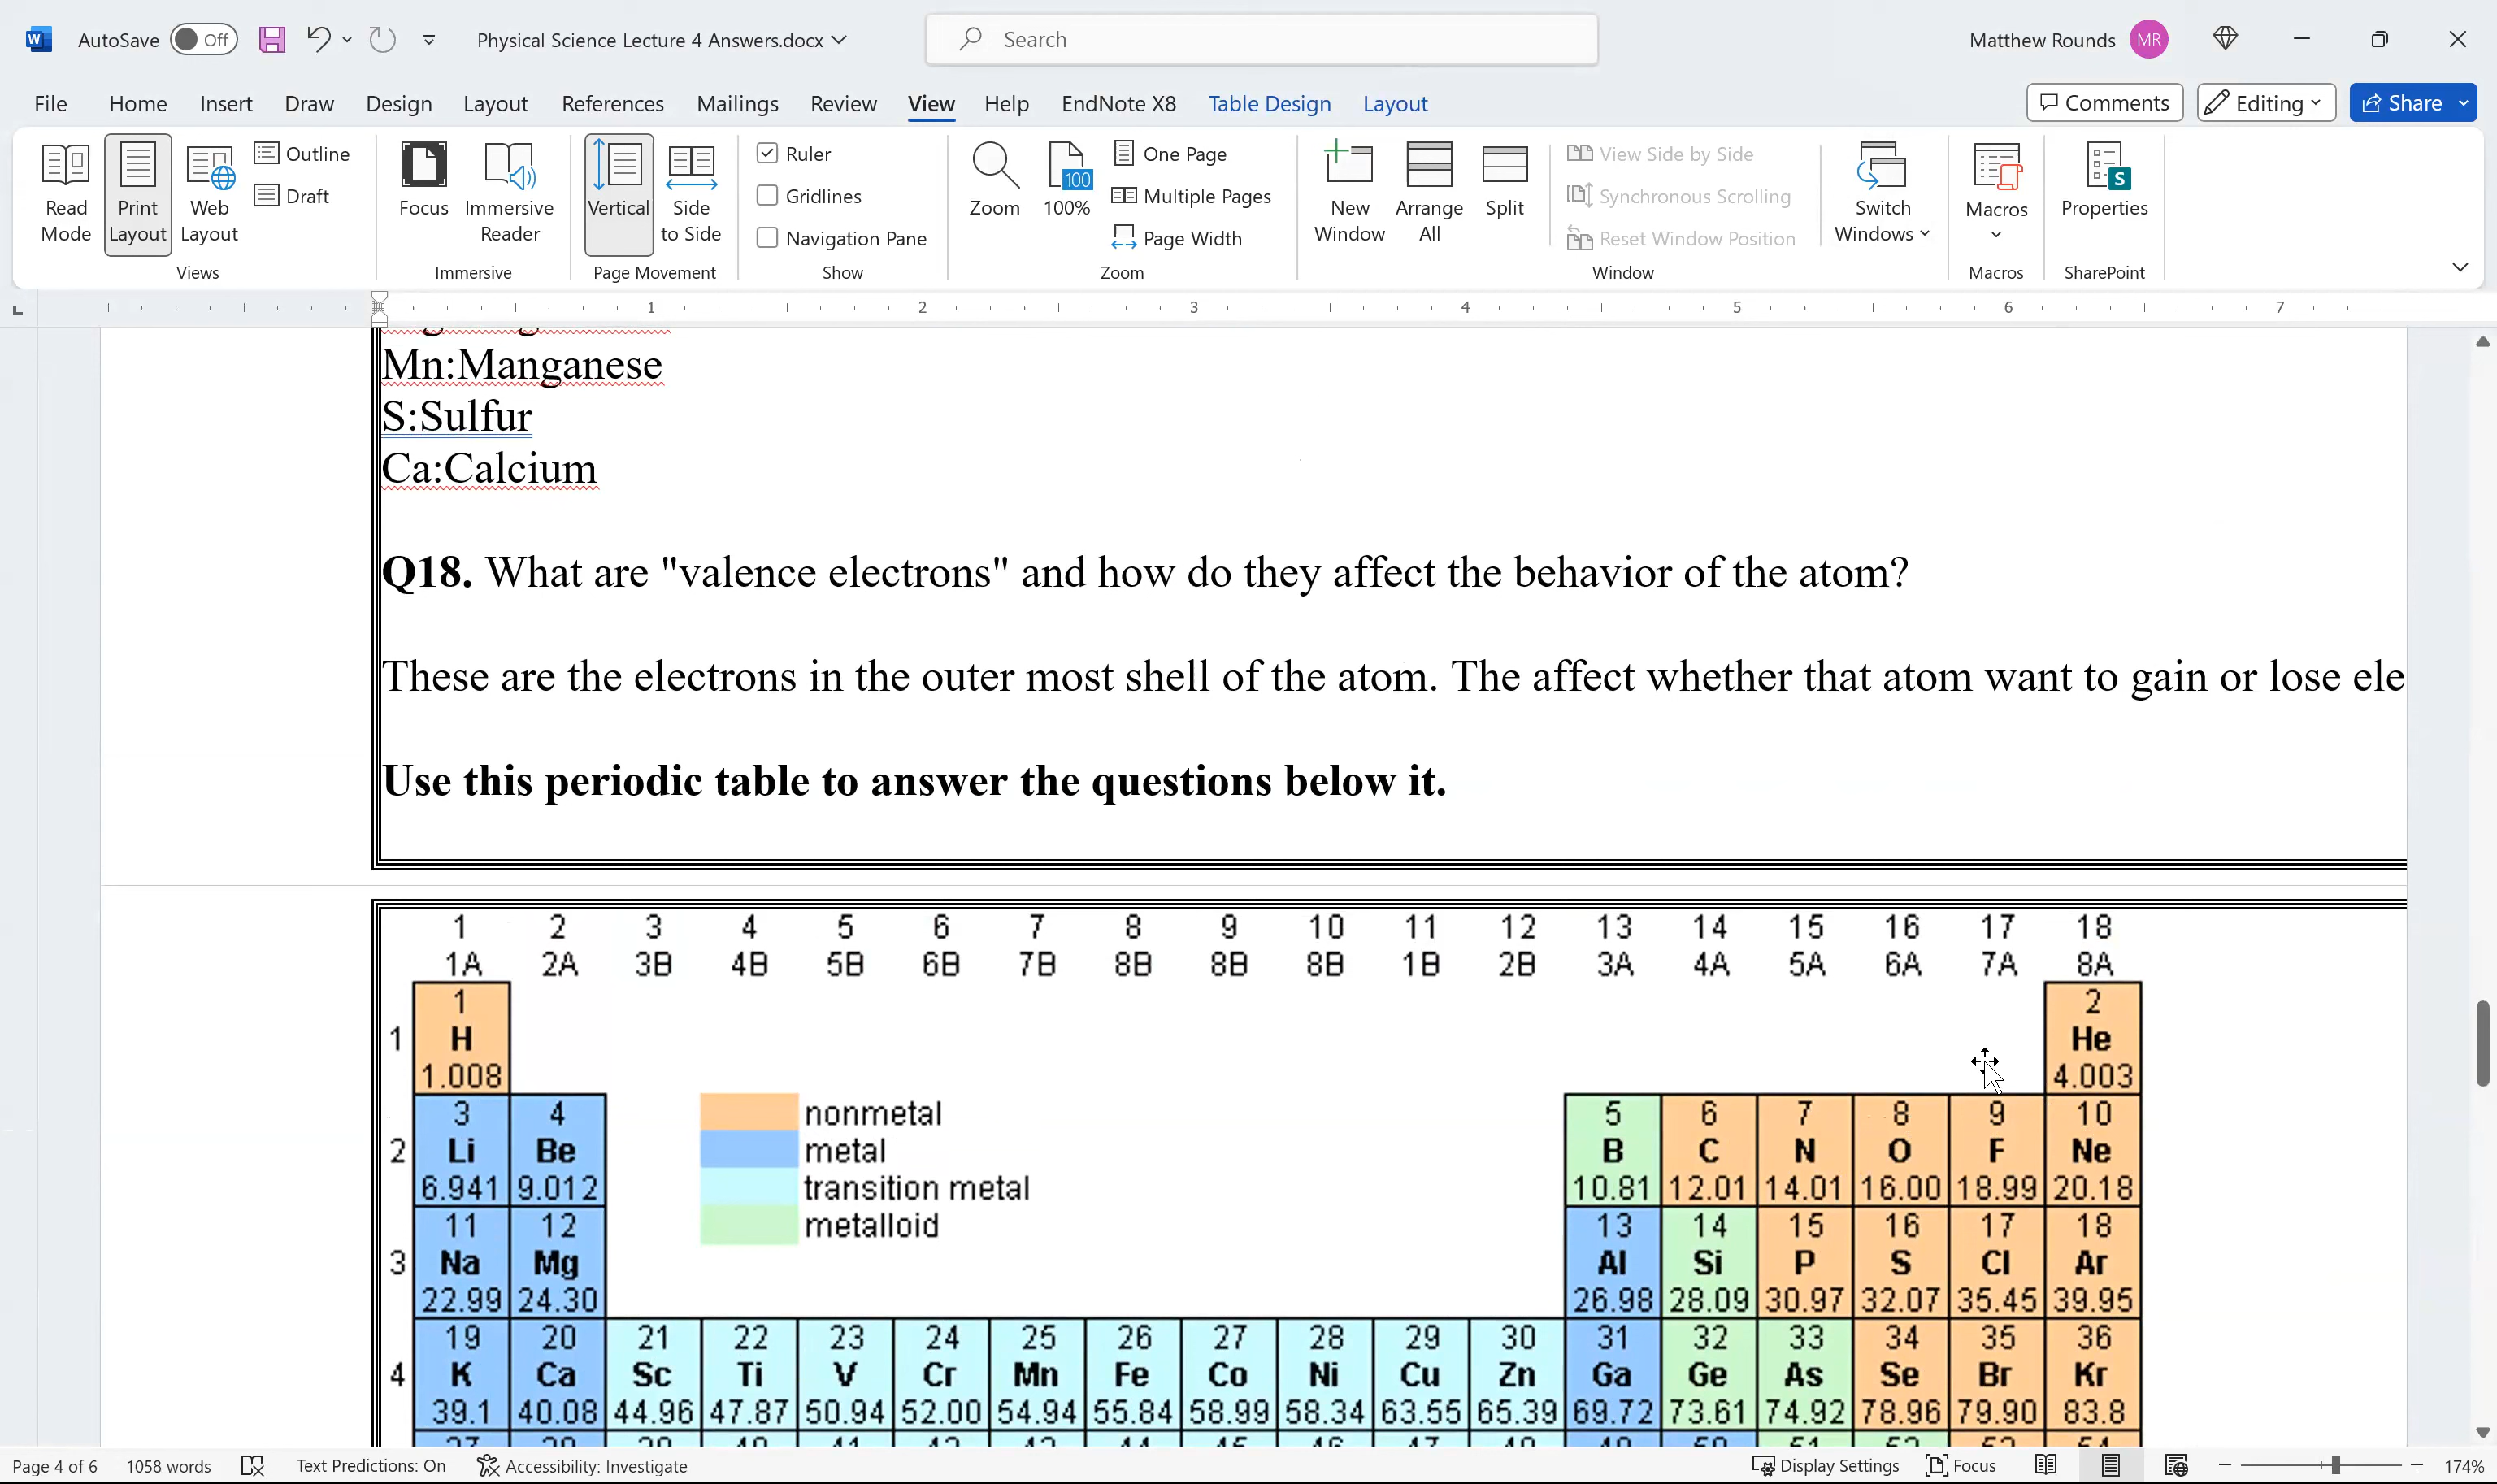 AutoSave Off Physical Science Lecture 4 Answers.docx Search Matthew Rounds MR
File Home Insert Draw Design Layout References Mailings Review View Help EndNote X8 Table Design Layout Comments Editing Share
Read Mode
Print Layout
Web Layout
Outline
Draft
Views
Focus
Immersive Reader
Immersive
Vertical
Side to Side
Page Movement
Ruler
Gridlines
Navigation Pane
Show
Zoom
100
100%
One Page
Multiple Pages
Page Width
Zoom
New Window
Arrange All
Split
View Side by Side
Synchronous Scrolling
Reset Window Position
Switch Windows
Window
Macros
Macros
S
Properties
SharePoint
1 2 3 4 5 6 7
Mn:Manganese
S:Sulfur
Ca:Calcium
Q18. What are "valence electrons" and how do they affect the behavior of the atom?
These are the electrons in the outer most shell of the atom. The affect whether that atom want to gain or lose ele
Use this periodic table to answer the questions below it.
1 2 3 4 5 6 7 8 9 10 11 12 13 14 15 16 17 18
1A 2A 3B 4B 5B 6B 7B 8B 8B 8B 1B 2B 3A 4A 5A 6A 7A 8A
1 2
1 H He
1.008 4.003
nonmetal
metal
transition metal
metalloid
3 4 5 6 7 8 9 10
2 Li Be B C N O F Ne
6.941 9.012 10.81 12.01 14.01 16.00 18.99 20.18
11 12 13 14 15 16 17 18
3 Na Mg Al Si P S Cl Ar
22.99 24.30 26.98 28.09 30.97 32.07 35.45 39.95
19 20 21 22 23 24 25 26 27 28 29 30 31 32 33 34 35 36
4 K Ca Sc Ti V Cr Mn Fe Co Ni Cu Zn Ga Ge As Se Br Kr
39.1 40.08 44.96 47.87 50.94 52.00 54.94 55.84 58.99 58.34 63.55 65.39 69.72 73.61 74.92 78.96 79.90 83.8
Page 4 of 6 1058 words Text Predictions: On Accessibility: Investigate Display Settings Focus 174%